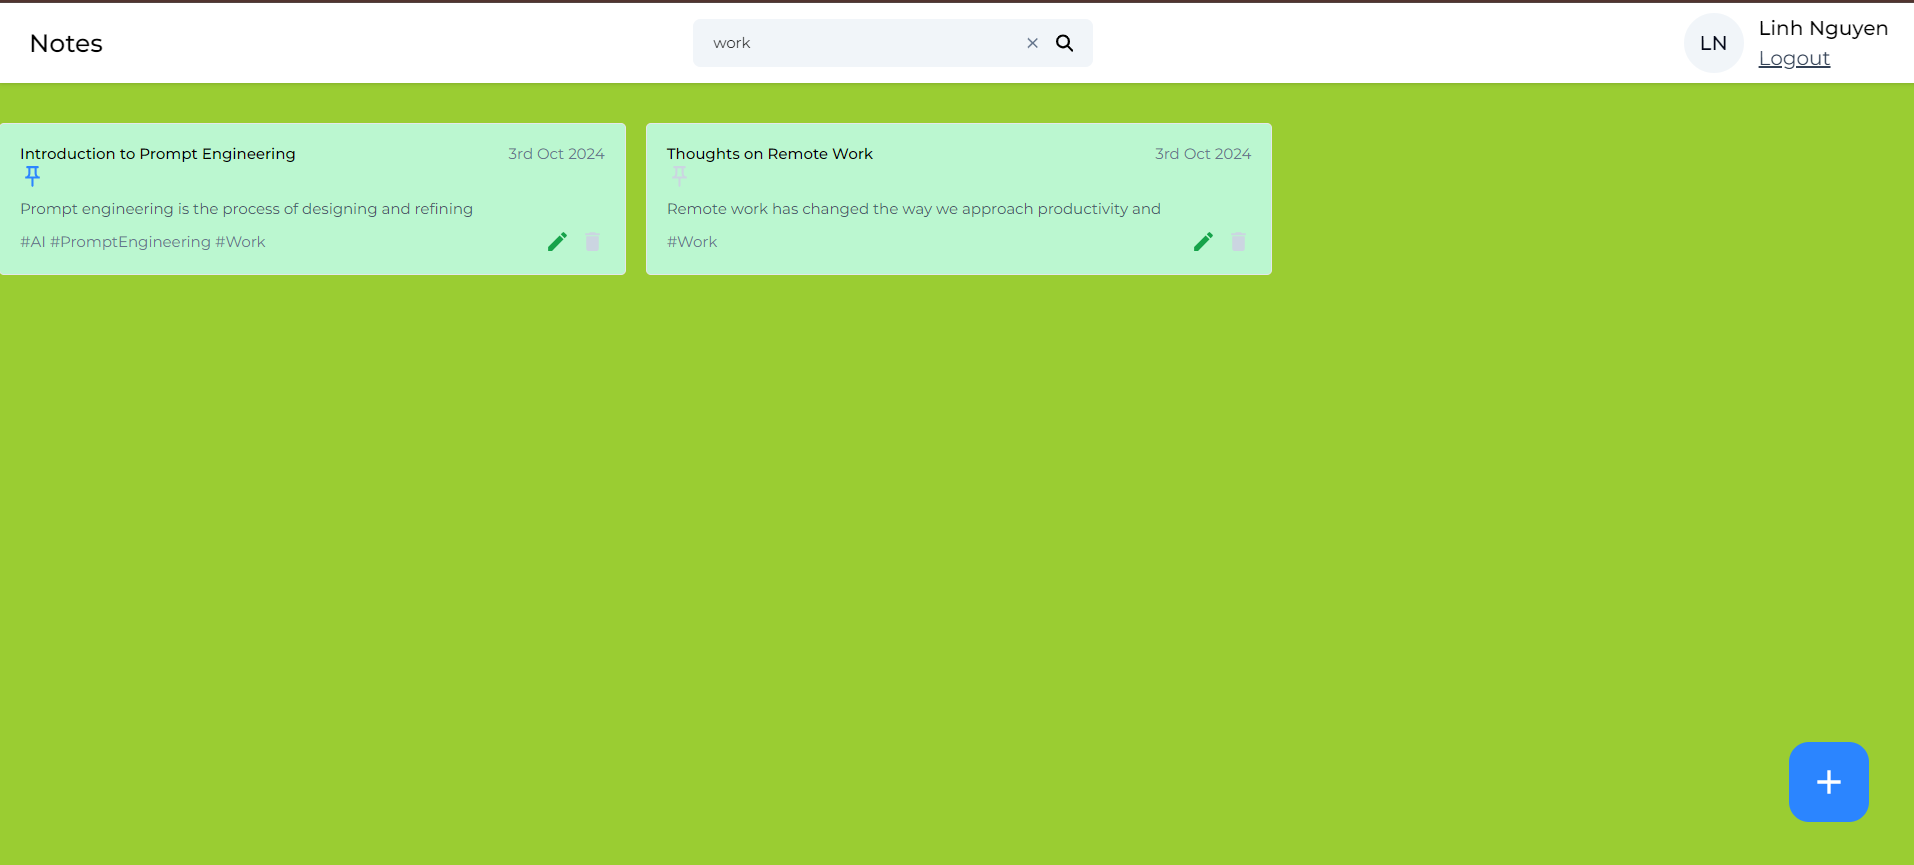 Notes
work
LN
Linh Nguyen
Logout
Introduction to Prompt Engineering
3rd Oct 2024
Prompt engineering is the process of designing and refining
#AI #PromptEngineering #Work
Thoughts on Remote Work
3rd Oct 2024
Remote work has changed the way we approach productivity and
#Work